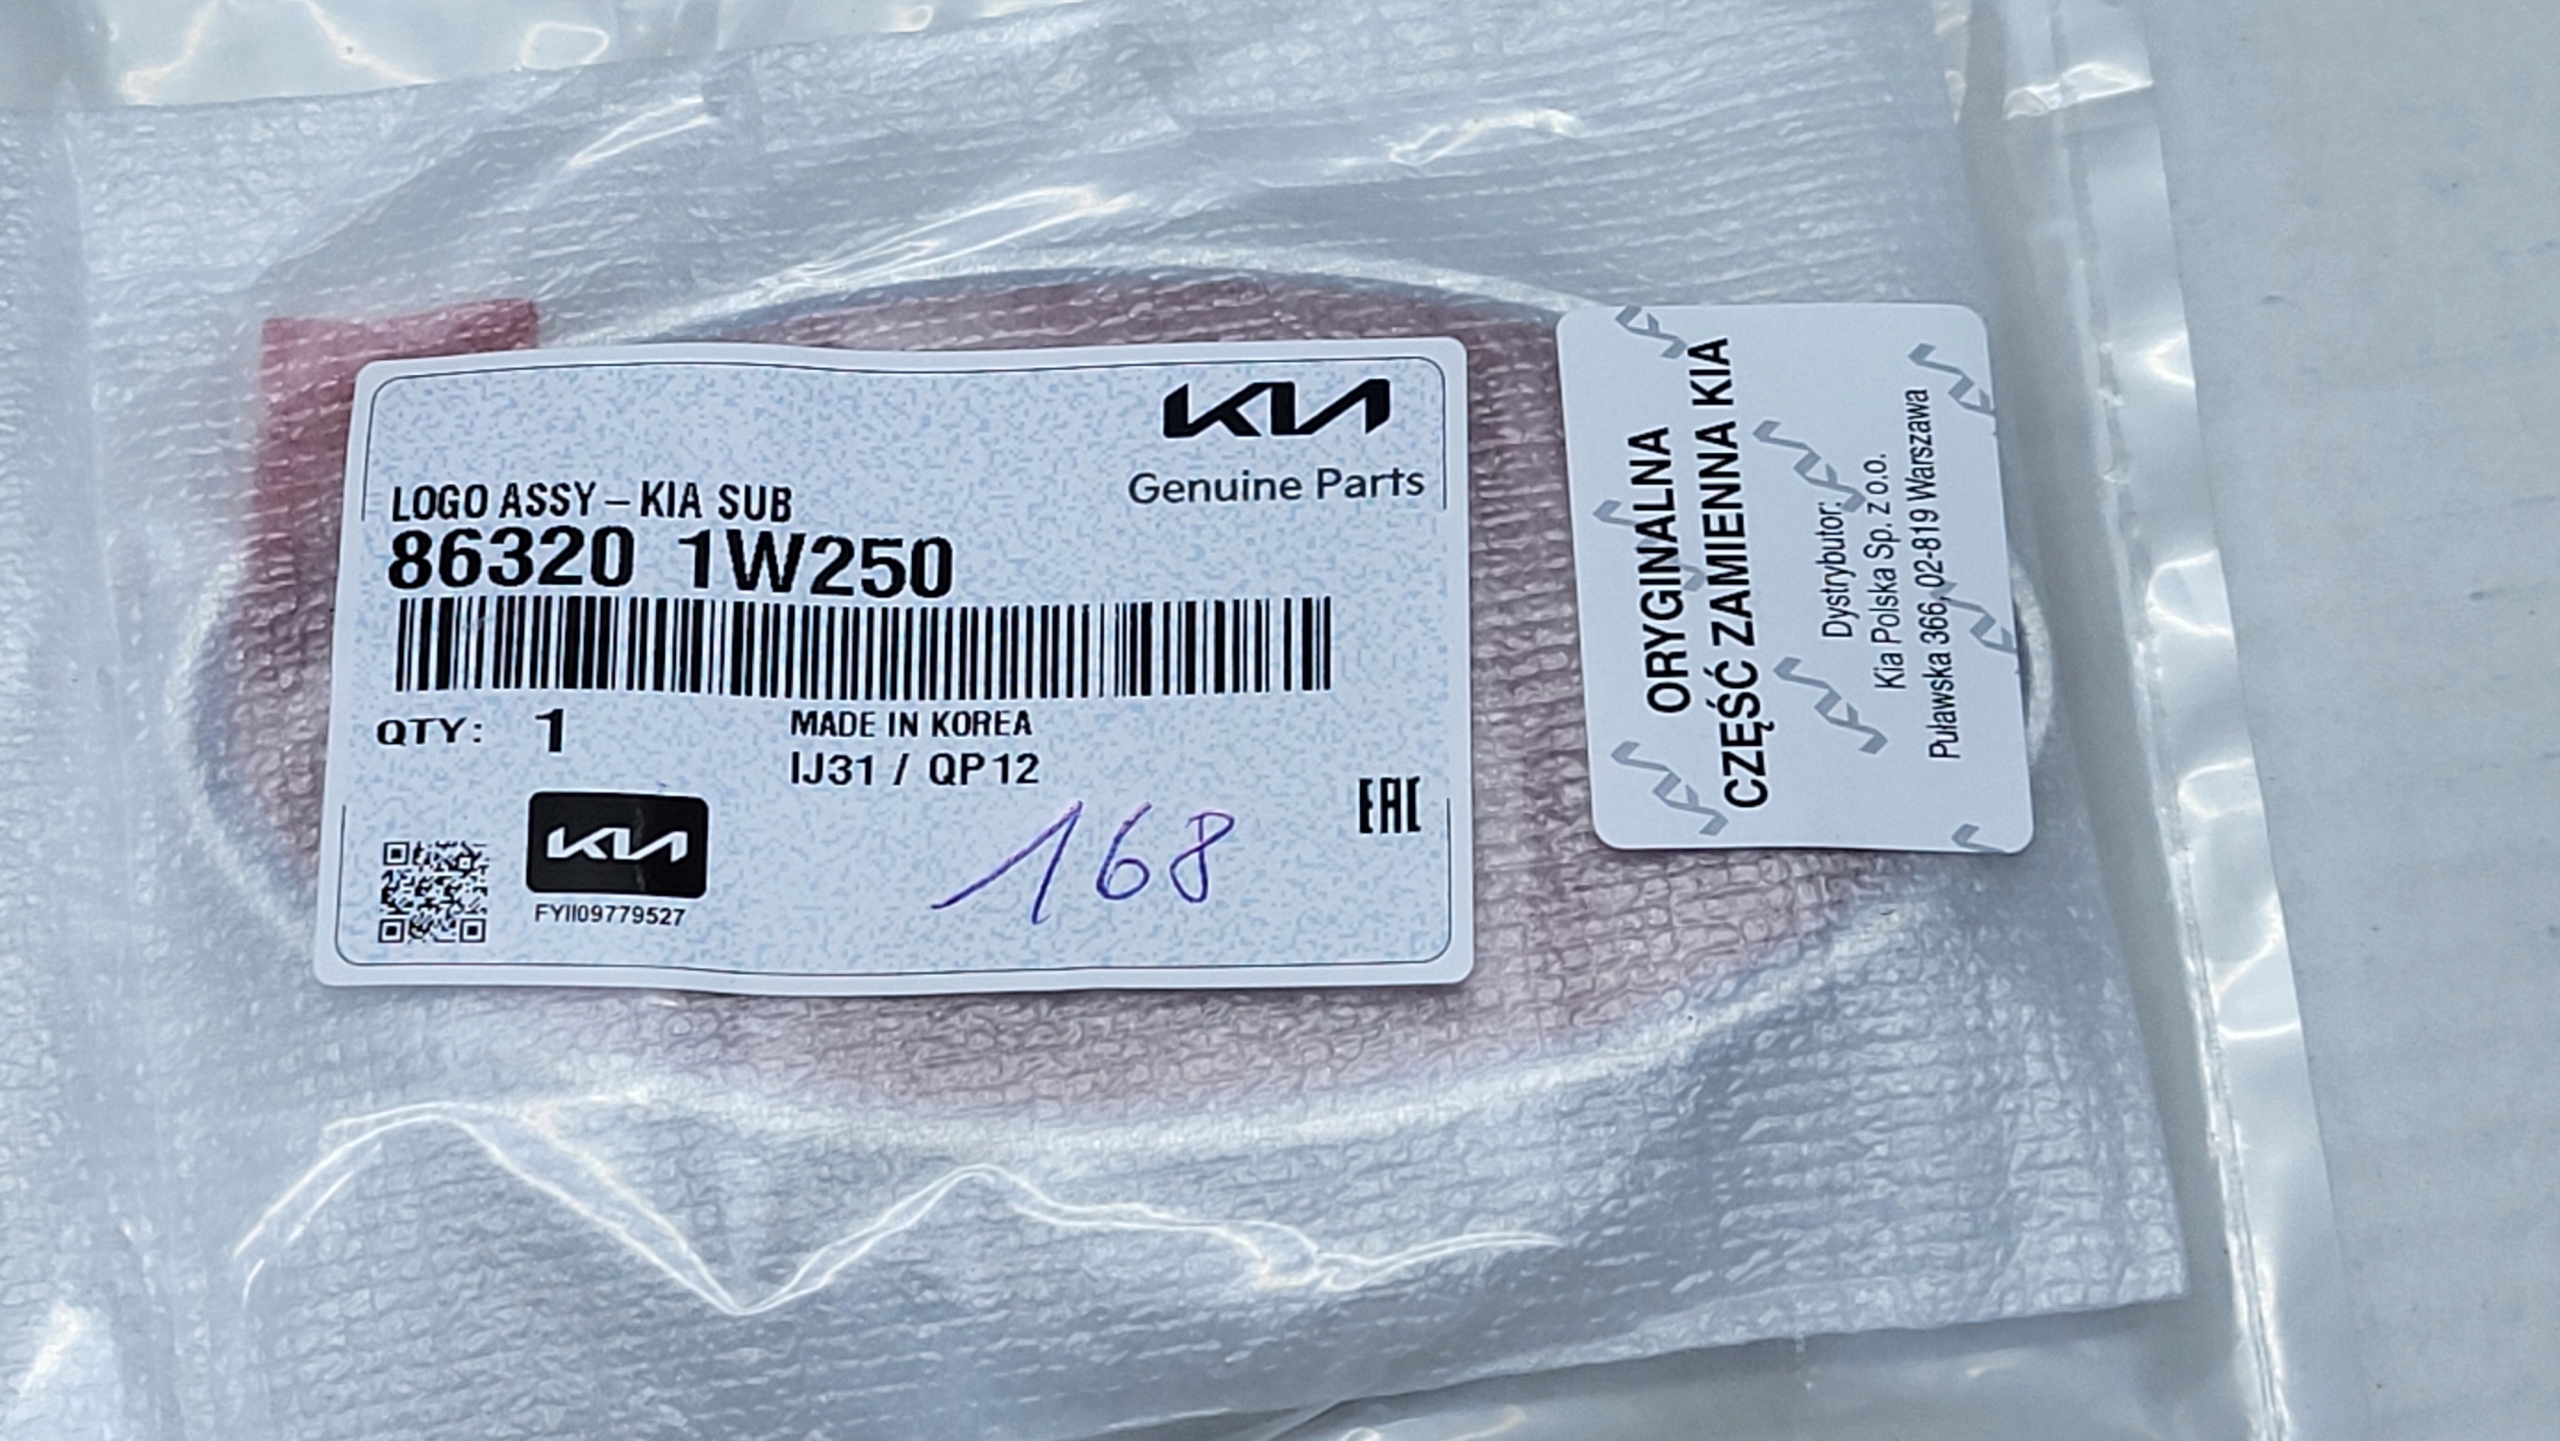 KIA
Genuine Parts
LOGO ASSY – KIA SUB
86320 1W250
QTY: 1
MADE IN KOREA
IJ31 / QP12
KIA
FYII09779527
168
EAC
ORYGINALNA
CZĘŚĆ ZAMIENNA KIA
Dystrybutor:
Kia Polska Sp. z o.o.
Puławska 366, 02-819 Warszawa